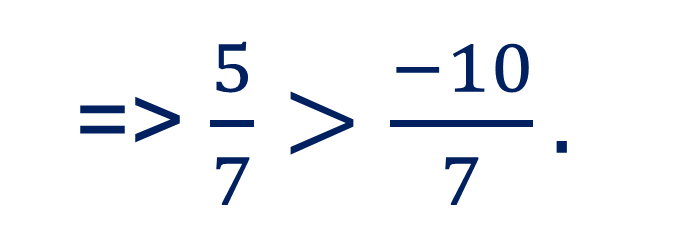 => 5/7 > −10/7 .